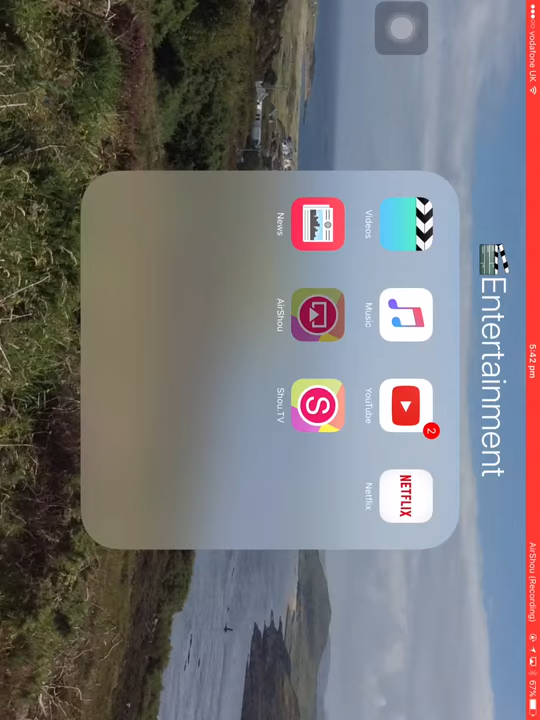 vodafone UK
5:42 pm
AirShou (Recording)
67%
Entertainment
Videos
Music
YouTube
2
Netflix
NETFLIX
News
AirShou
Shou.TV
S